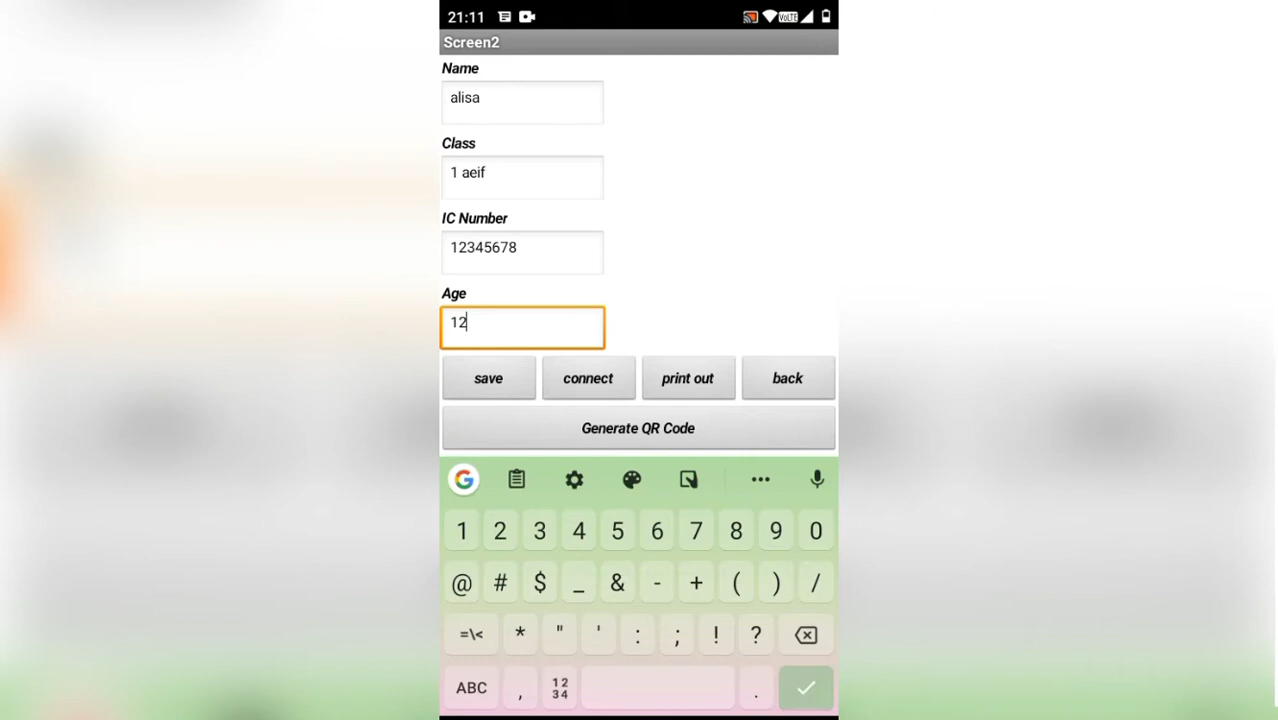 21:11
VoLTE
Screen2
Name
alisa
Class
1 aeif
IC Number
12345678
Age
12
save connect print out back
Generate QR Code
G
1 2 3 4 5 6 7 8 9 0
@ # $ _ & - + ( ) /
=\< * " ' : ; ! ?
ABC , 12 34 .